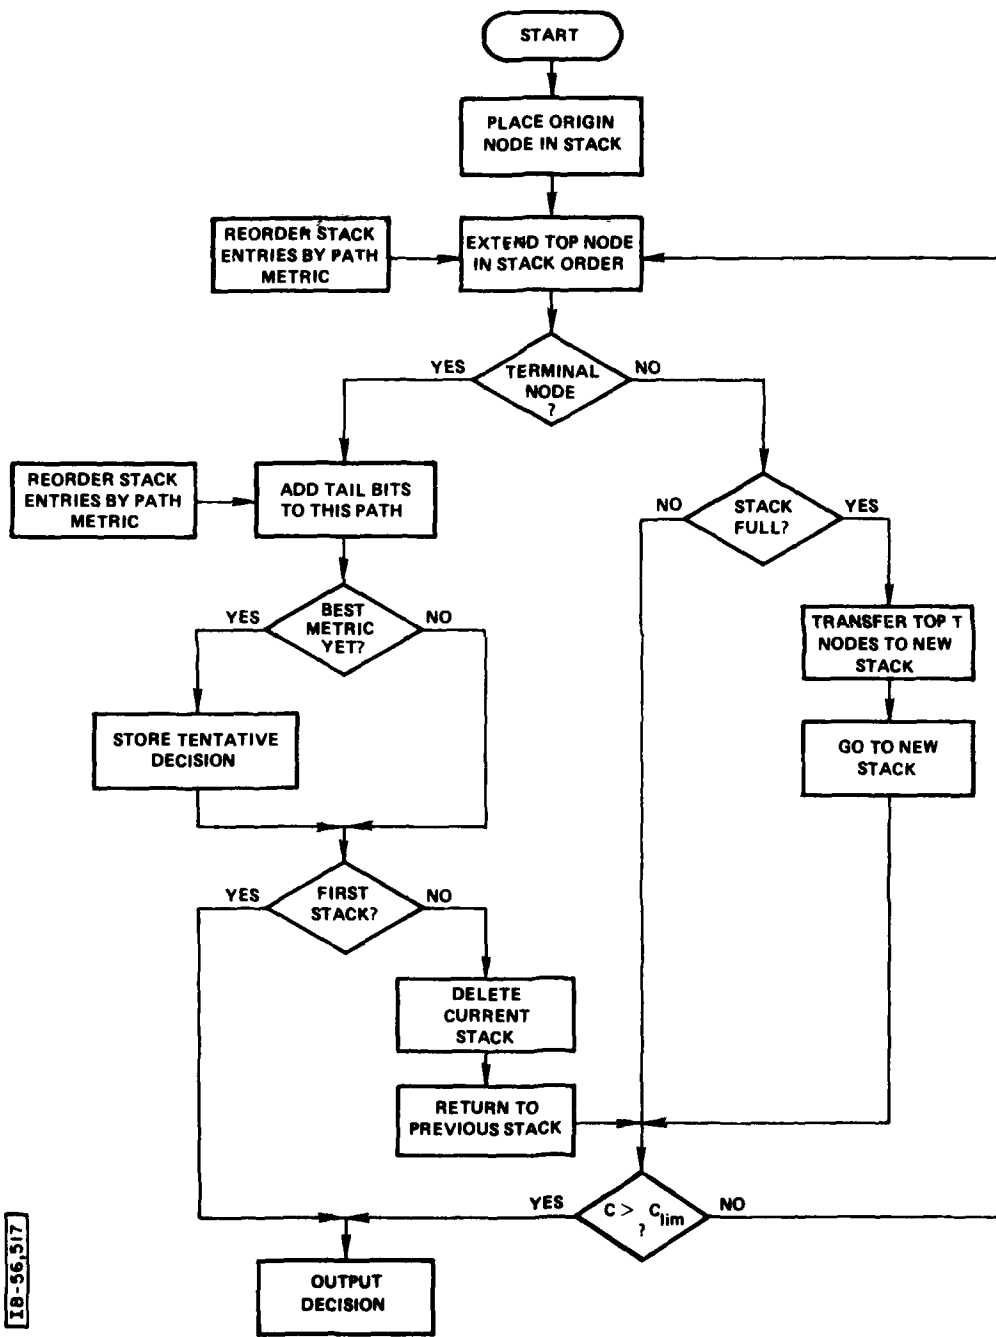 START
PLACE ORIGIN
NODE IN STACK
REORDER STACK
ENTRIES BY PATH
METRIC
EXTEND TOP NODE
IN STACK ORDER
YES
TERMINAL
NODE
?
NO
REORDER STACK
ENTRIES BY PATH
METRIC
ADD TAIL BITS
TO THIS PATH
NO
STACK
FULL?
YES
YES
BEST
METRIC
YET?
NO
TRANSFER TOP T
NODES TO NEW
STACK
STORE TENTATIVE
DECISION
GO TO NEW
STACK
YES
FIRST
STACK?
NO
DELETE
CURRENT
STACK
RETURN TO
PREVIOUS STACK
YES
C > Clim
?
NO
OUTPUT
DECISION
IB-56,517